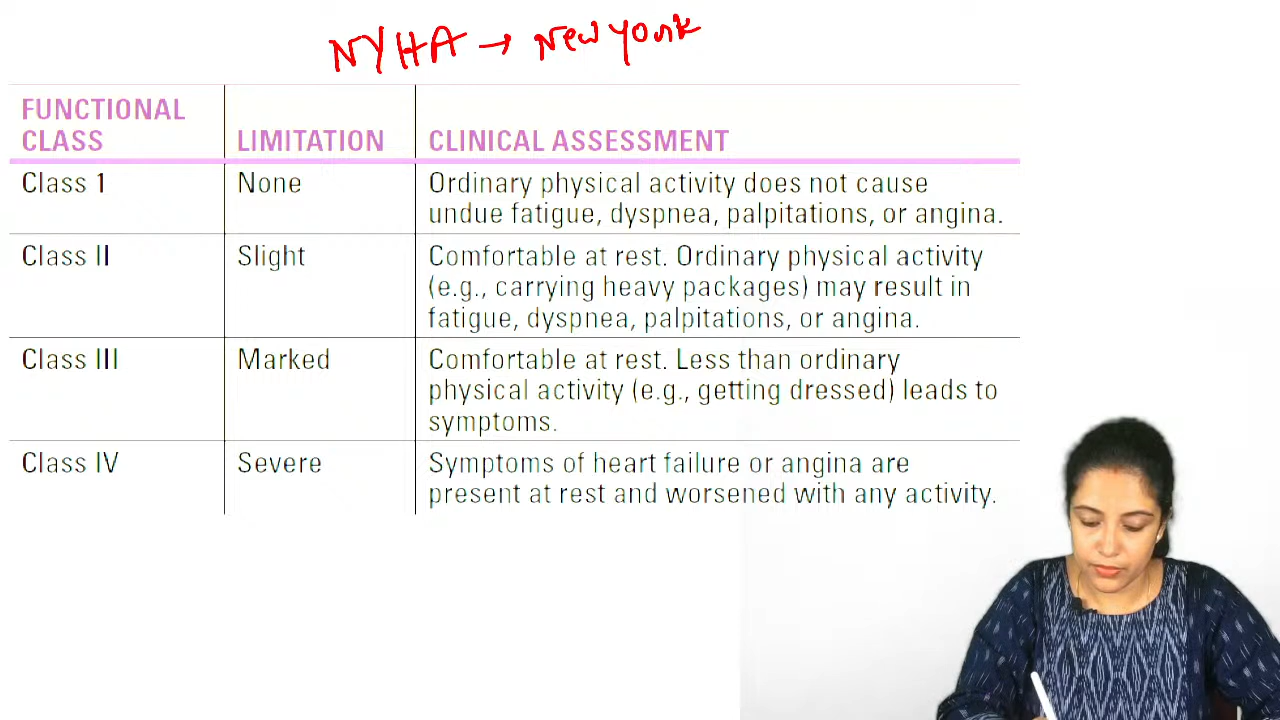 NYHA → New York
FUNCTIONAL
CLASS
LIMITATION
CLINICAL ASSESSMENT
Class 1
None
Ordinary physical activity does not cause
undue fatigue, dyspnea, palpitations, or angina.
Class II
Slight
Comfortable at rest. Ordinary physical activity
(e.g., carrying heavy packages) may result in
fatigue, dyspnea, palpitations, or angina.
Class III
Marked
Comfortable at rest. Less than ordinary
physical activity (e.g., getting dressed) leads to
symptoms.
Class IV
Severe
Symptoms of heart failure or angina are
present at rest and worsened with any activity.